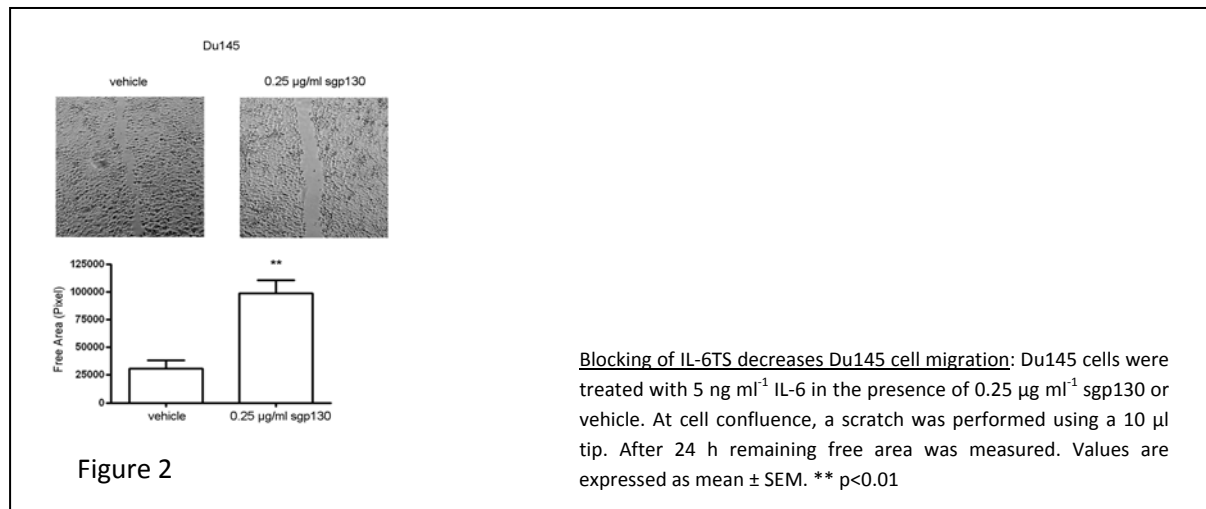 Du145
vehicle 0.25 µg/ml sgp130
125000
100000
75000
50000
25000
0
Free Area (Pixel)
**
vehicle 0.25 µg/ml sgp130
Figure 2
Blocking of IL-6TS decreases Du145 cell migration: Du145 cells were
treated with 5 ng ml⁻¹ IL-6 in the presence of 0.25 µg ml⁻¹ sgp130 or
vehicle. At cell confluence, a scratch was performed using a 10 µl
tip. After 24 h remaining free area was measured. Values are
expressed as mean ± SEM. ** p<0.01